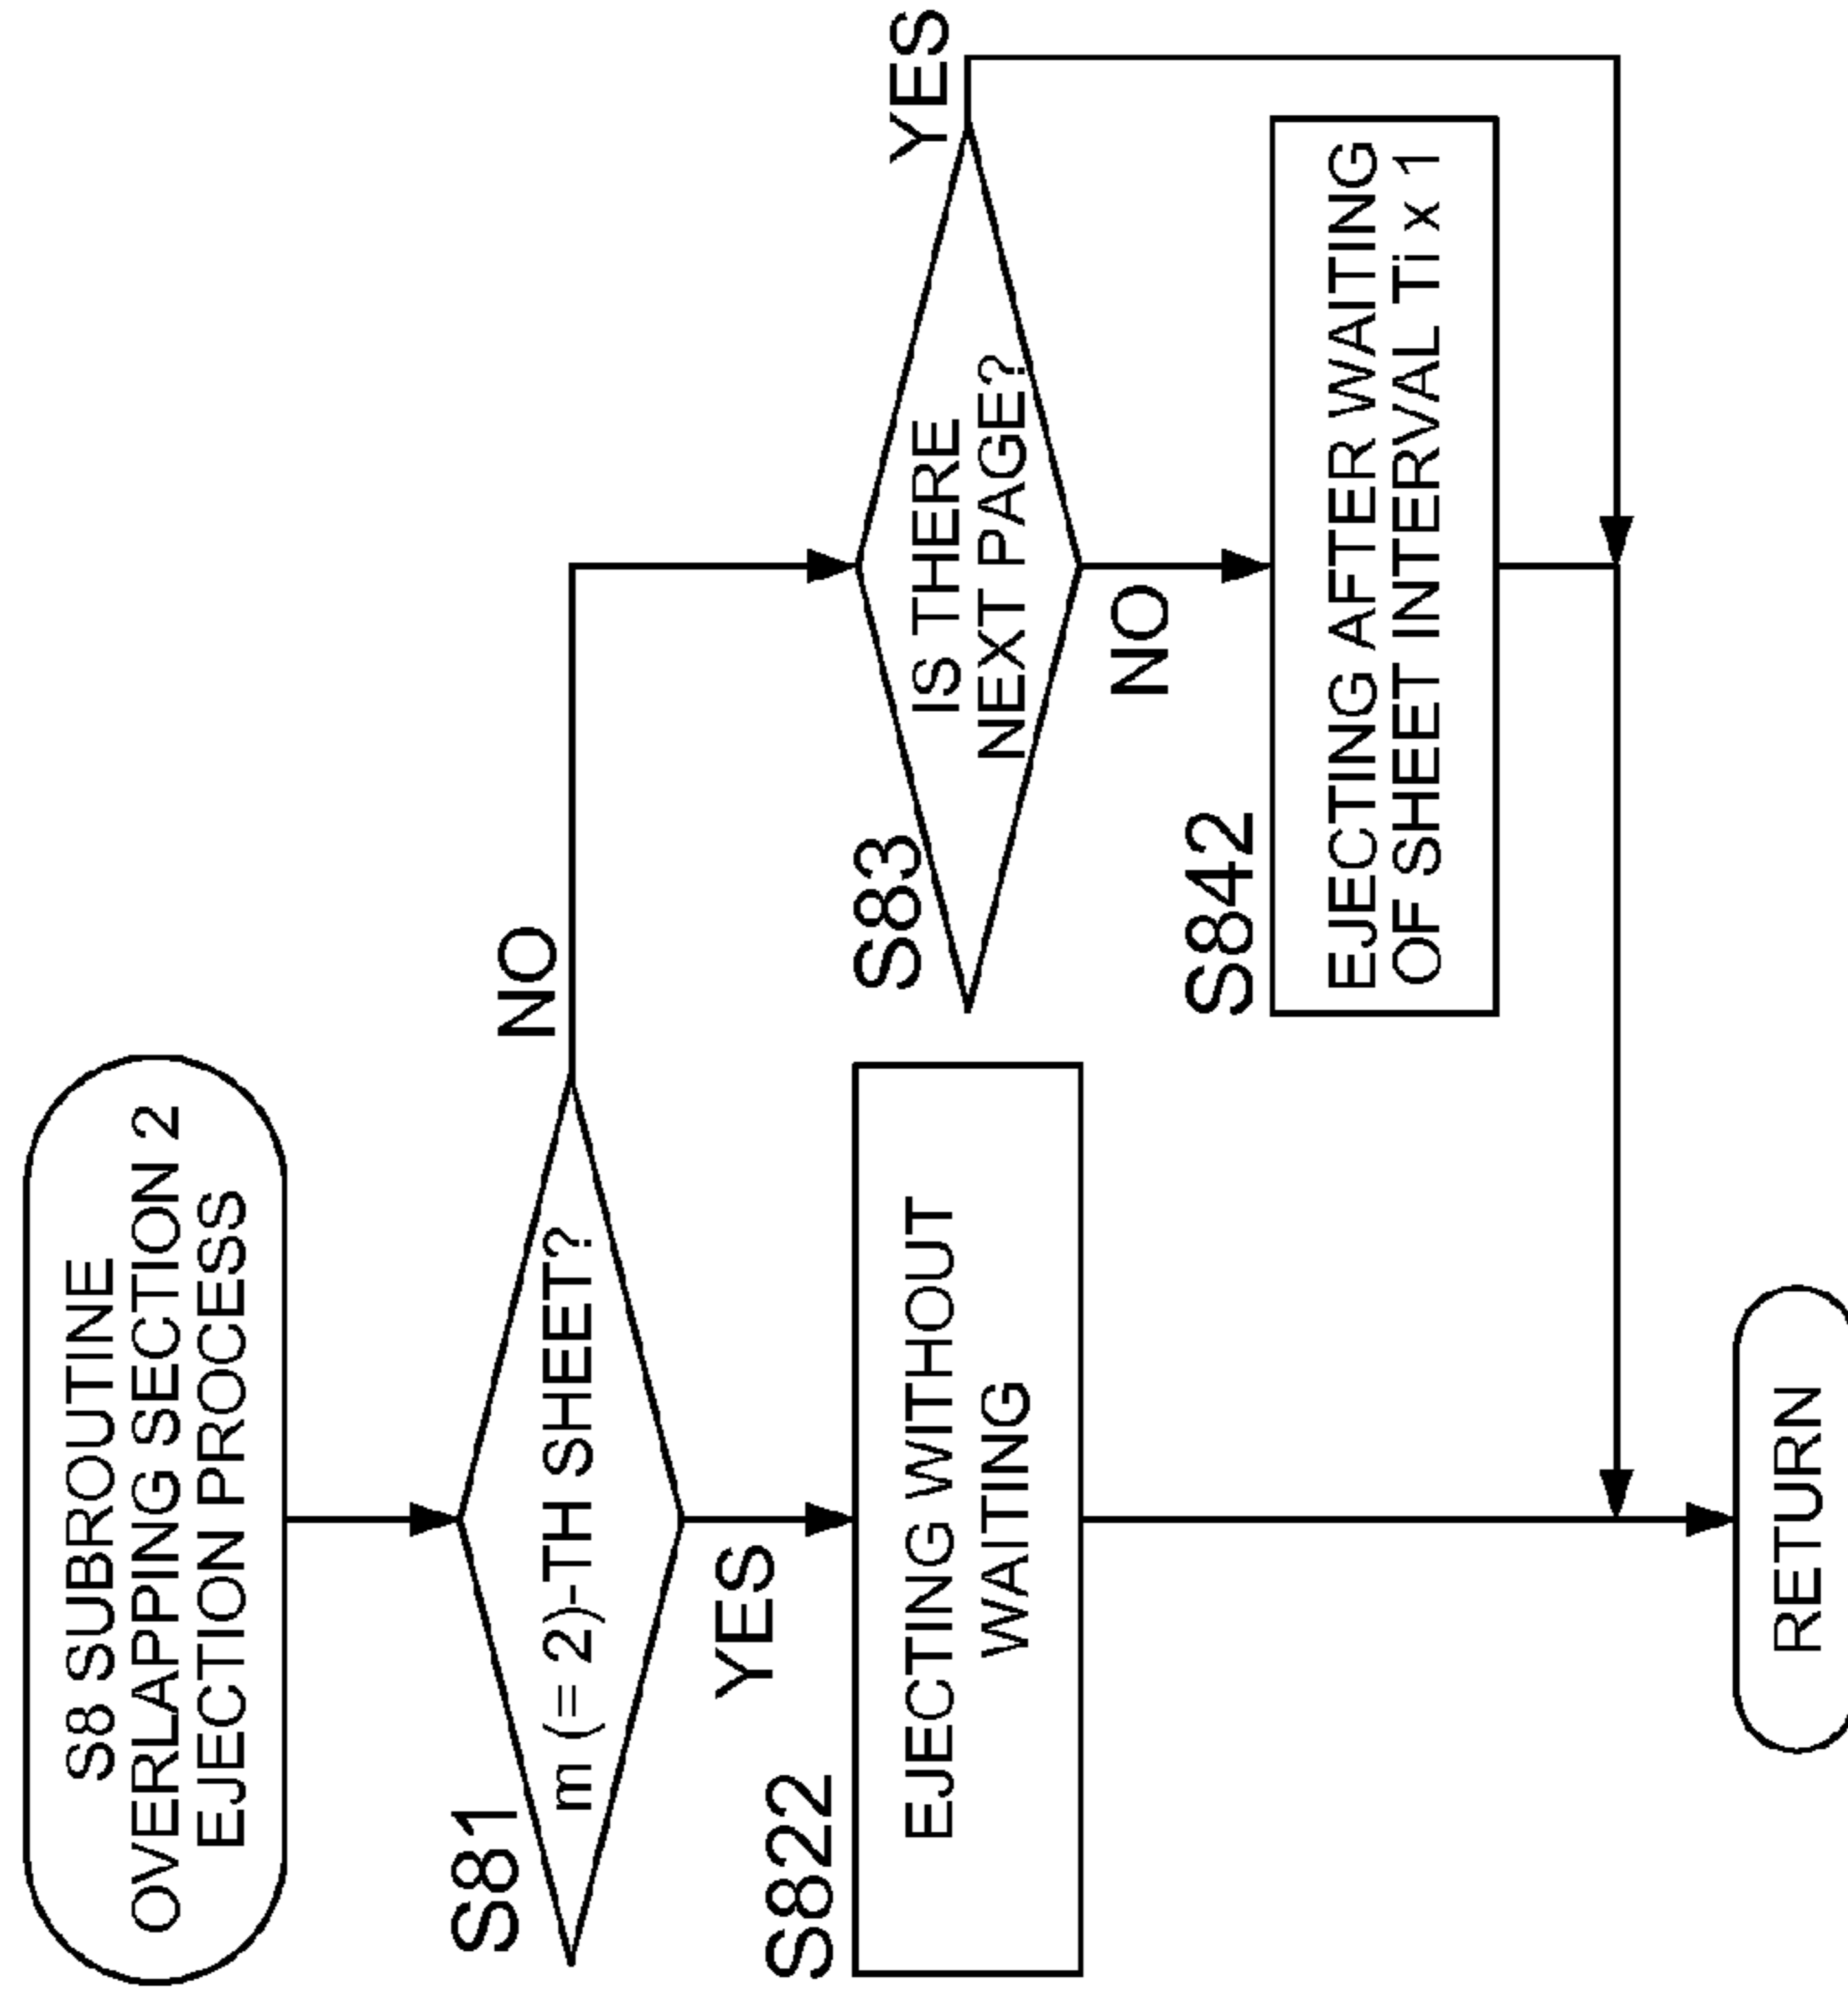 S8 SUBROUTINE
OVERLAPPING SECTION 2
EJECTION PROCESS
S81
m (= 2)-TH SHEET?
NO
YES
S822
EJECTING WITHOUT
WAITING
S83
IS THERE
NEXT PAGE?
YES
NO
S842
EJECTING AFTER WAITING
OF SHEET INTERVAL Ti x 1
RETURN